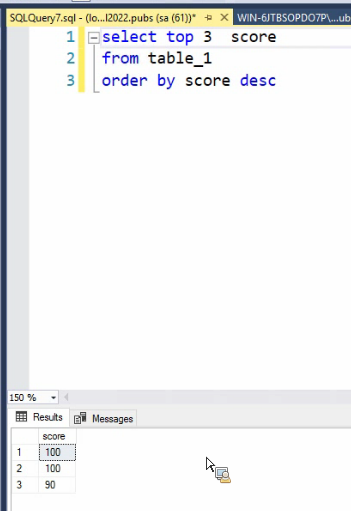 SQLQuery7.sql - (lo...l2022.pubs (sa (61))* WIN-6JTBSOPDO7P\...ub
1 select top 3  score
2 from table_1
3 order by score desc
150 %
Results Messages
score
1 100
2 100
3 90